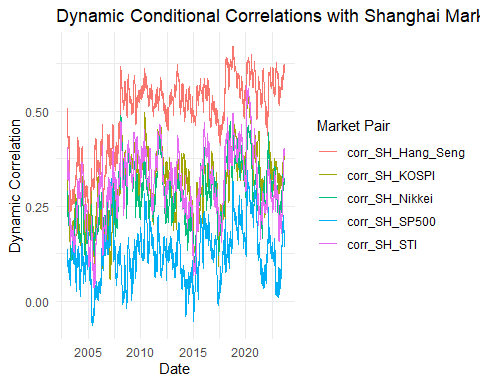 Dynamic Conditional Correlations with Shanghai Mark
Dynamic Correlation
0.50
0.25
0.00
2005 2010 2015 2020
Date
Market Pair
corr_SH_Hang_Seng
corr_SH_KOSPI
corr_SH_Nikkei
corr_SH_SP500
corr_SH_STI